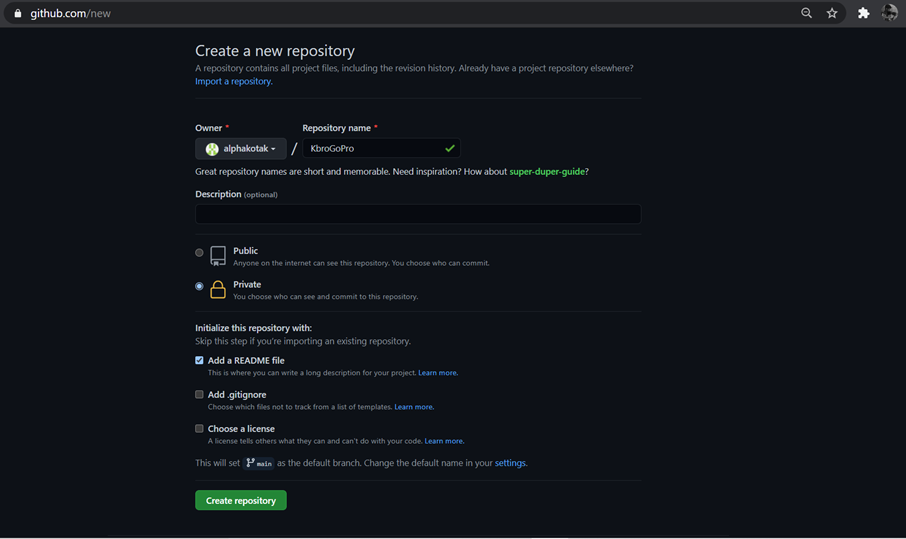 github.com/new
Create a new repository
A repository contains all project files, including the revision history. Already have a project repository elsewhere?
Import a repository.
Owner * Repository name *
alphakotak / KbroGoPro
Great repository names are short and memorable. Need inspiration? How about super-duper-guide?
Description (optional)
Public
Anyone on the internet can see this repository. You choose who can commit.
Private
You choose who can see and commit to this repository.
Initialize this repository with:
Skip this step if you're importing an existing repository.
Add a README file
This is where you can write a long description for your project. Learn more.
Add .gitignore
Choose which files not to track from a list of templates. Learn more.
Choose a license
A license tells others what they can and can't do with your code. Learn more.
This will set main as the default branch. Change the default name in your settings.
Create repository